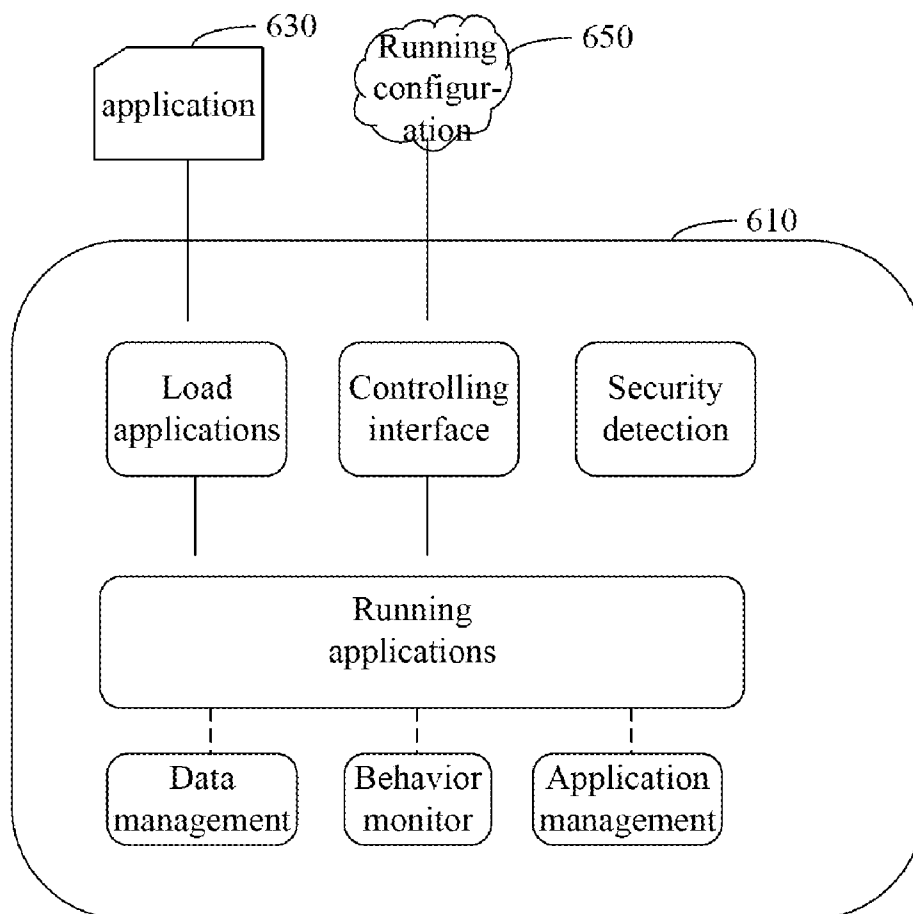 630
application
Running
configur-
ation
650
610
Load
applications
Controlling
interface
Security
detection
Running
applications
Data
management
Behavior
monitor
Application
management